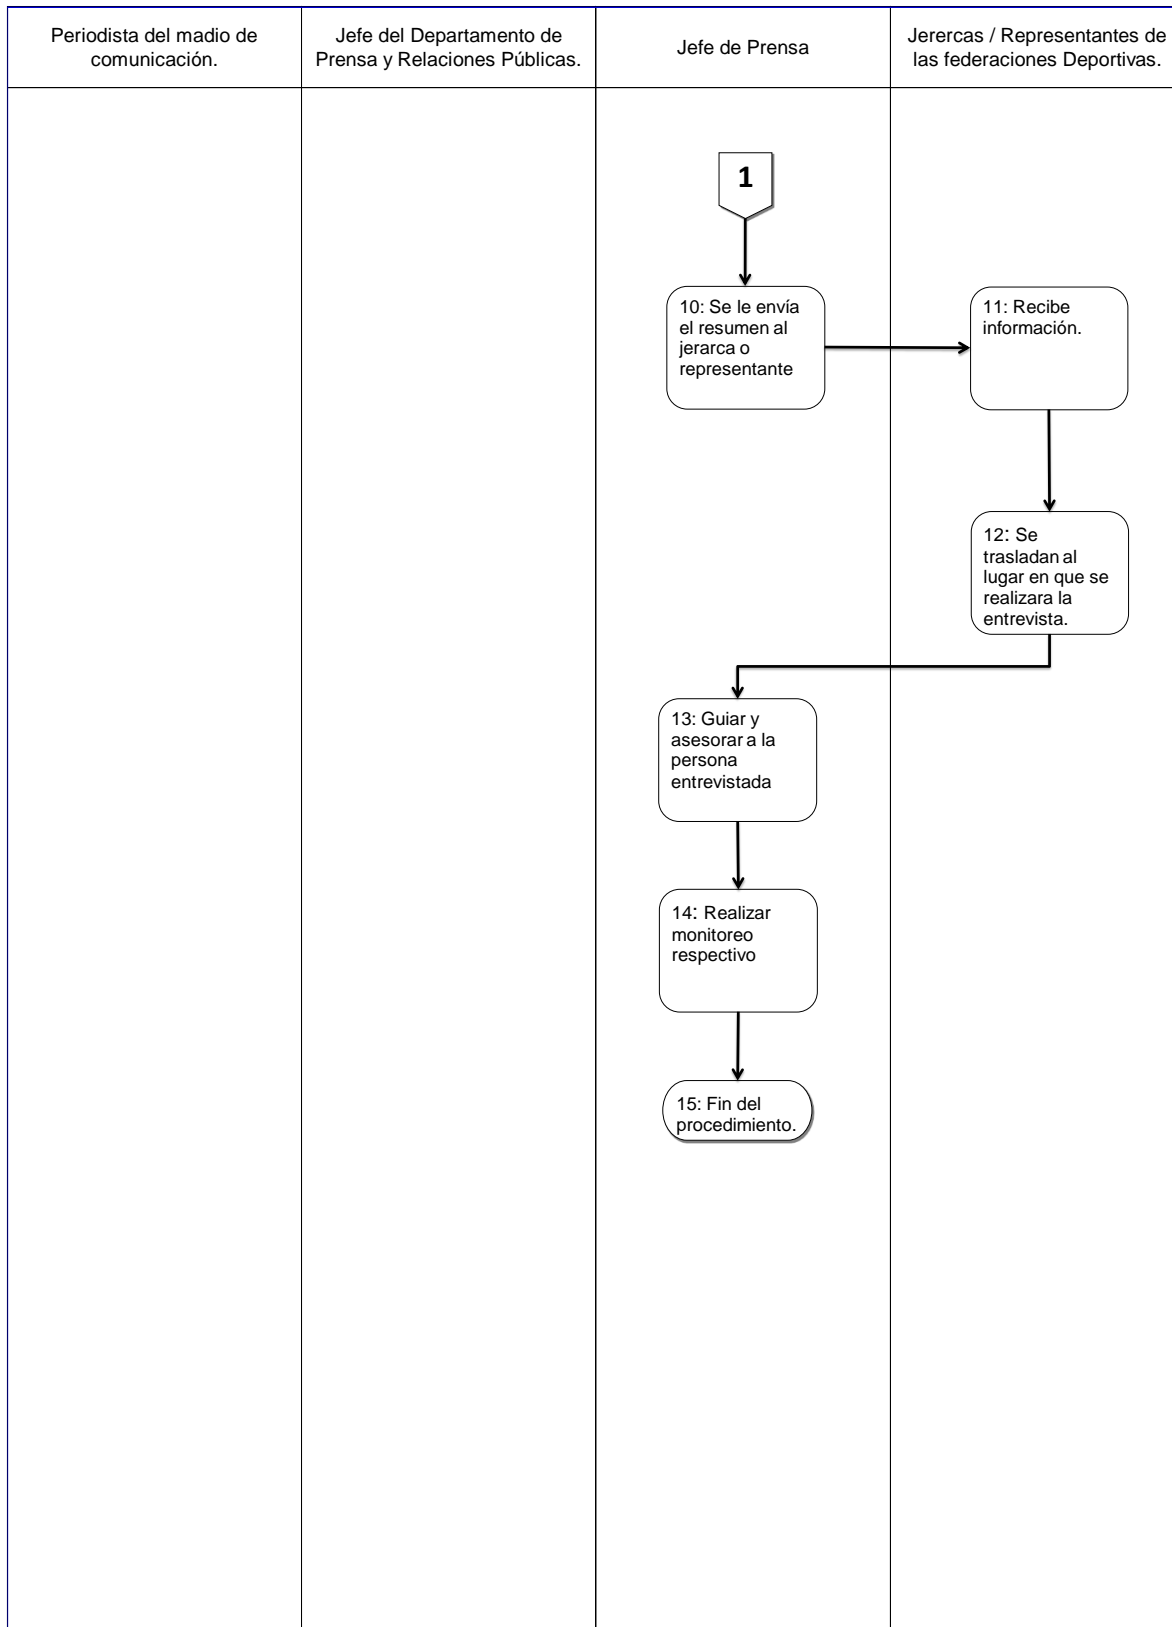 Periodista del madio de
comunicación.
Jefe del Departamento de
Prensa y Relaciones Públicas.
Jefe de Prensa
Jerercas / Representantes de
las federaciones Deportivas.
1
10: Se le envía
el resumen al
jerarca o
representante
11: Recibe
información.
12: Se
trasladan al
lugar en que se
realizara la
entrevista.
13: Guiar y
asesorar a la
persona
entrevistada
14: Realizar
monitoreo
respectivo
15: Fin del
procedimiento.